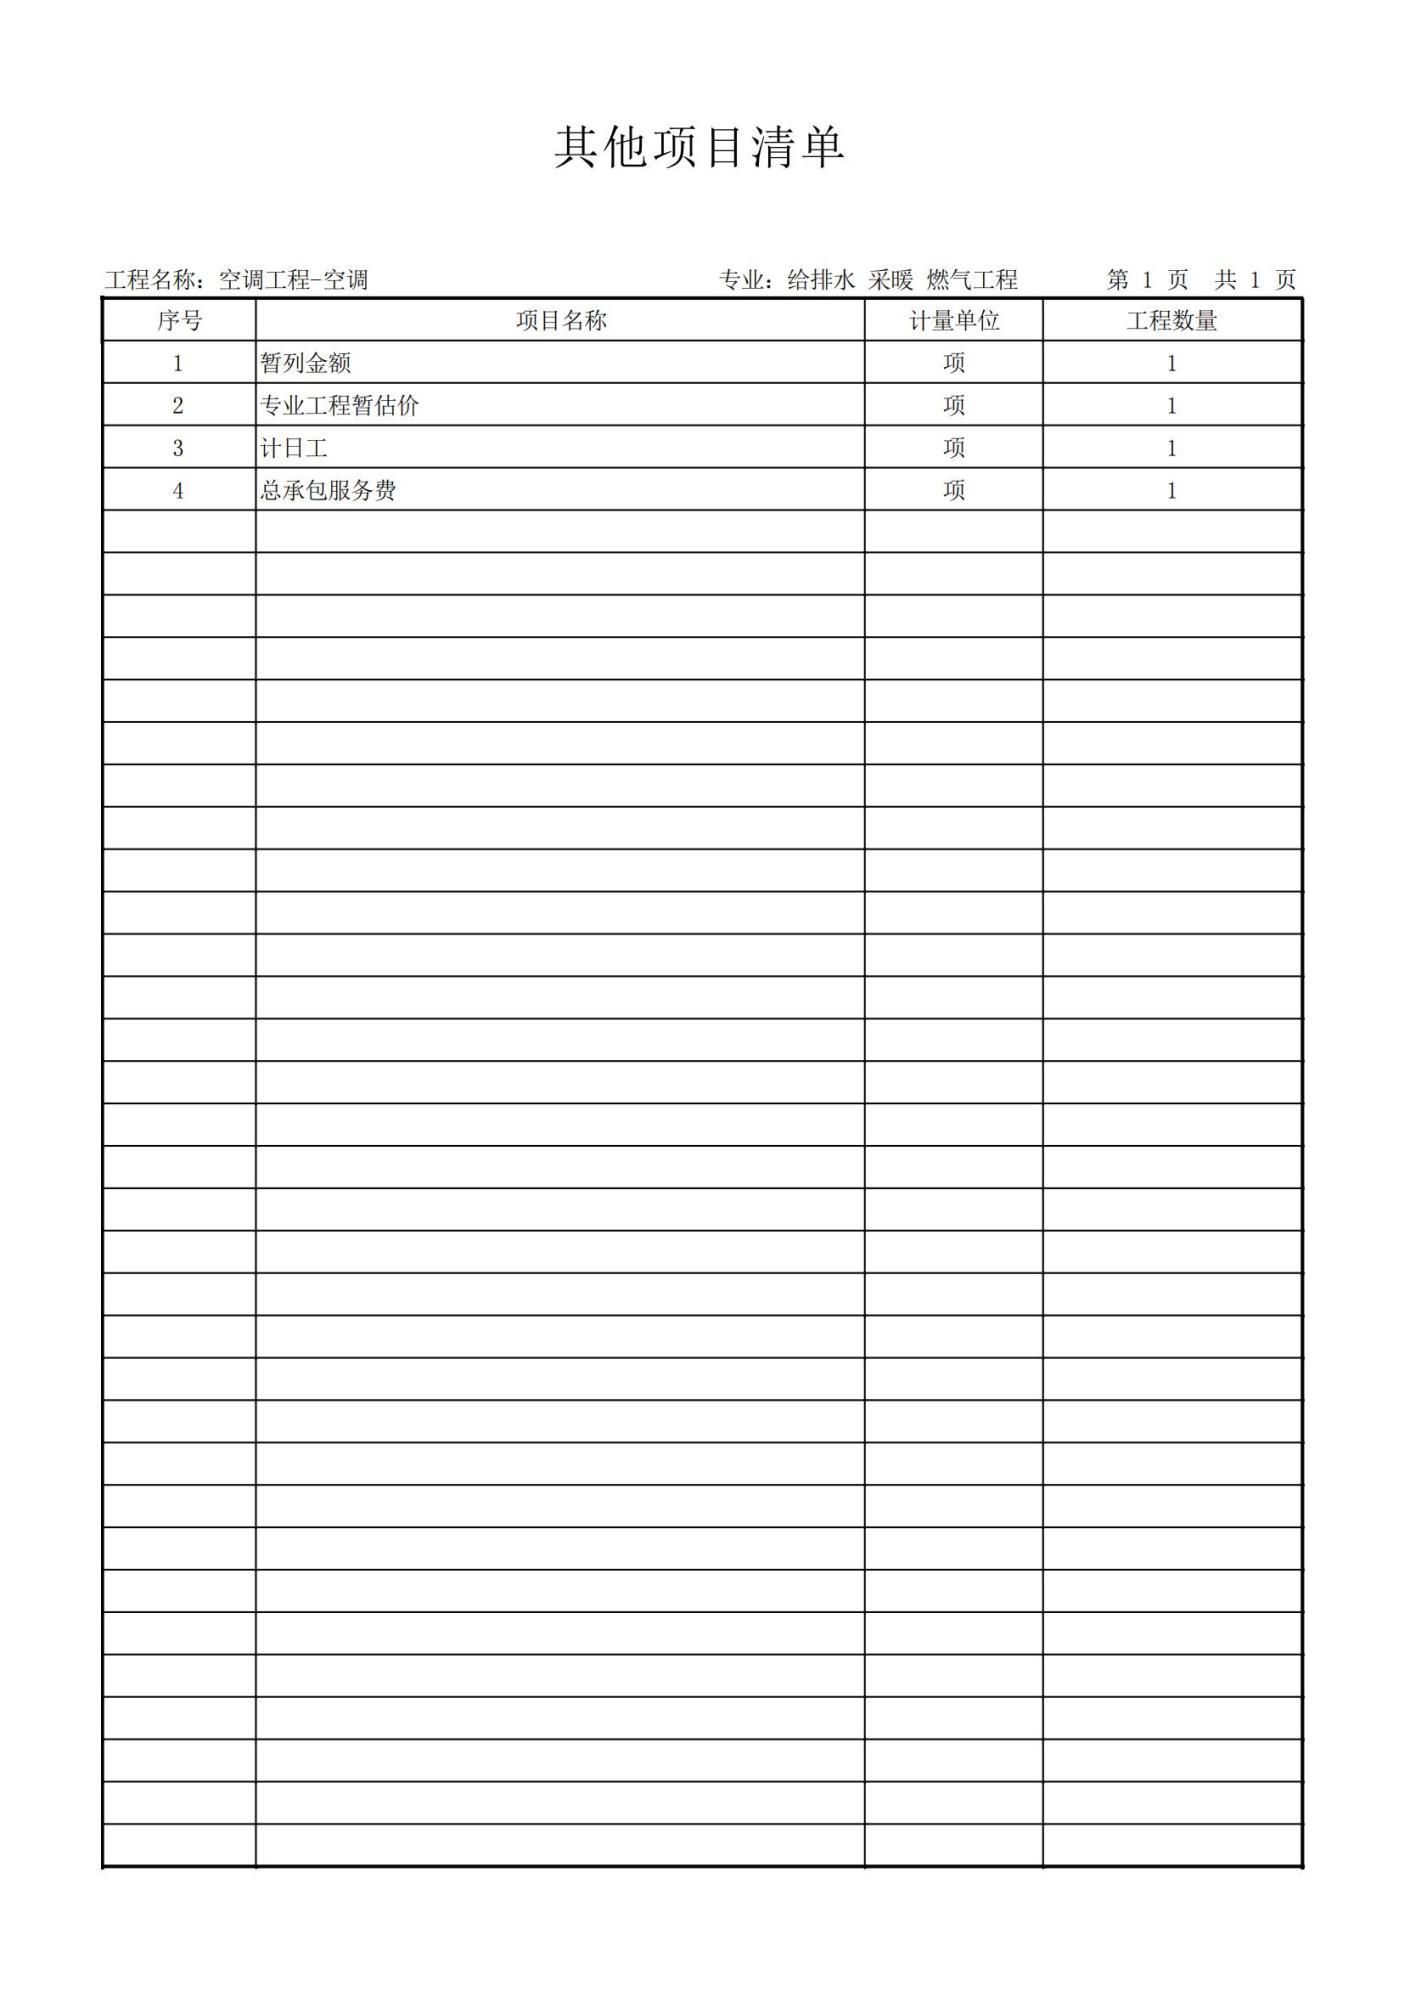 其他项目清单
工程名称：空调工程-空调 专业：给排水 采暖 燃气工程 第 1 页 共 1 页
序号 项目名称 计量单位 工程数量
1 暂列金额 项 1
2 专业工程暂估价 项 1
3 计日工 项 1
4 总承包服务费 项 1